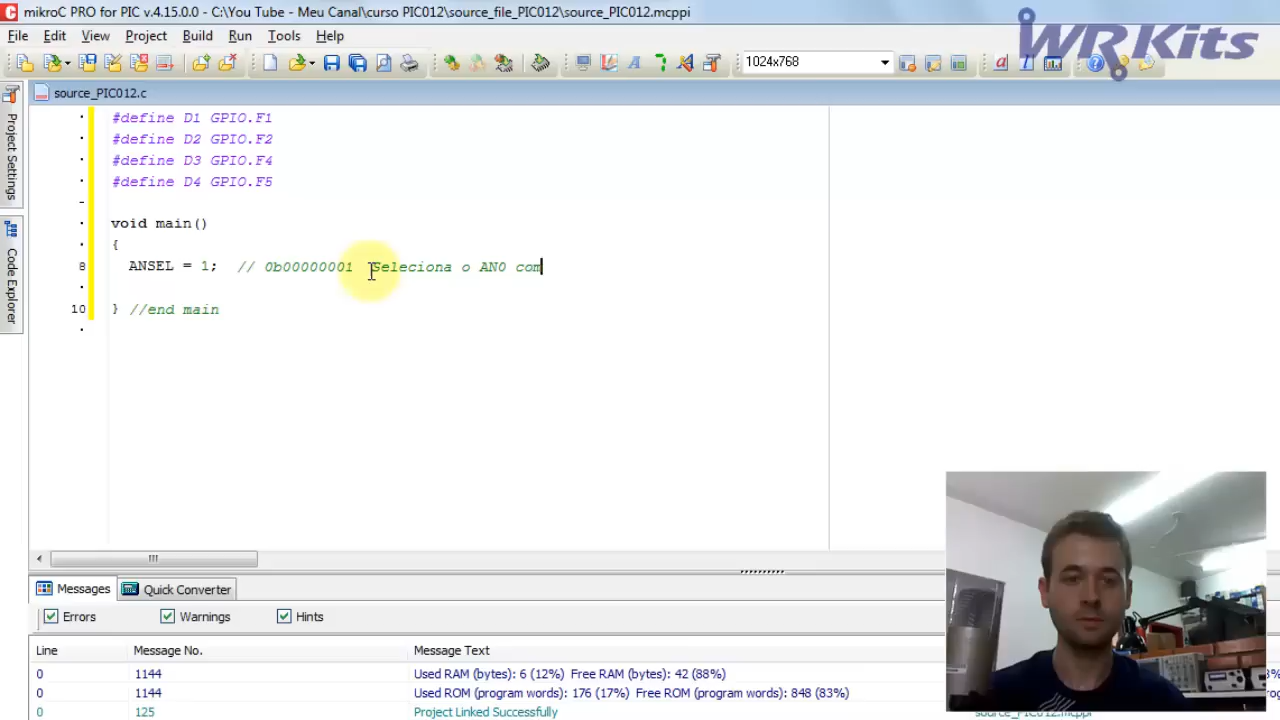 mikroC PRO for PIC v.4.15.0.0 - C:\You Tube - Meu Canal\curso PIC012\source_file_PIC012\source_PIC012.mcppi
WR Kits
File Edit View Project Build Run Tools Help
1024x768
source_PIC012.c
Project Settings
Code Explorer
#define D1 GPIO.F1
#define D2 GPIO.F2
#define D3 GPIO.F4
#define D4 GPIO.F5
void main()
{
8 ANSEL = 1; // 0b00000001 Seleciona o AN0 com
10 } //end main
Messages Quick Converter
Errors Warnings Hints
Line Message No. Message Text
0 1144 Used RAM (bytes): 6 (12%) Free RAM (bytes): 42 (88%)
0 1144 Used ROM (program words): 176 (17%) Free ROM (program words): 848 (83%)
0 125 Project Linked Successfully source_PIC012.mcppi